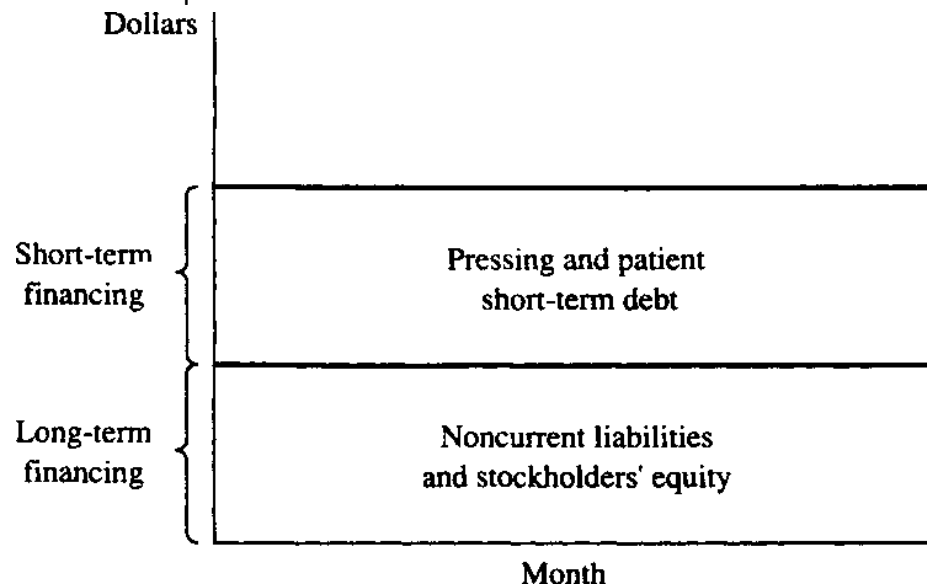 Dollars
Short-term
financing
Pressing and patient
short-term debt
Long-term
financing
Noncurrent liabilities
and stockholders' equity
Month